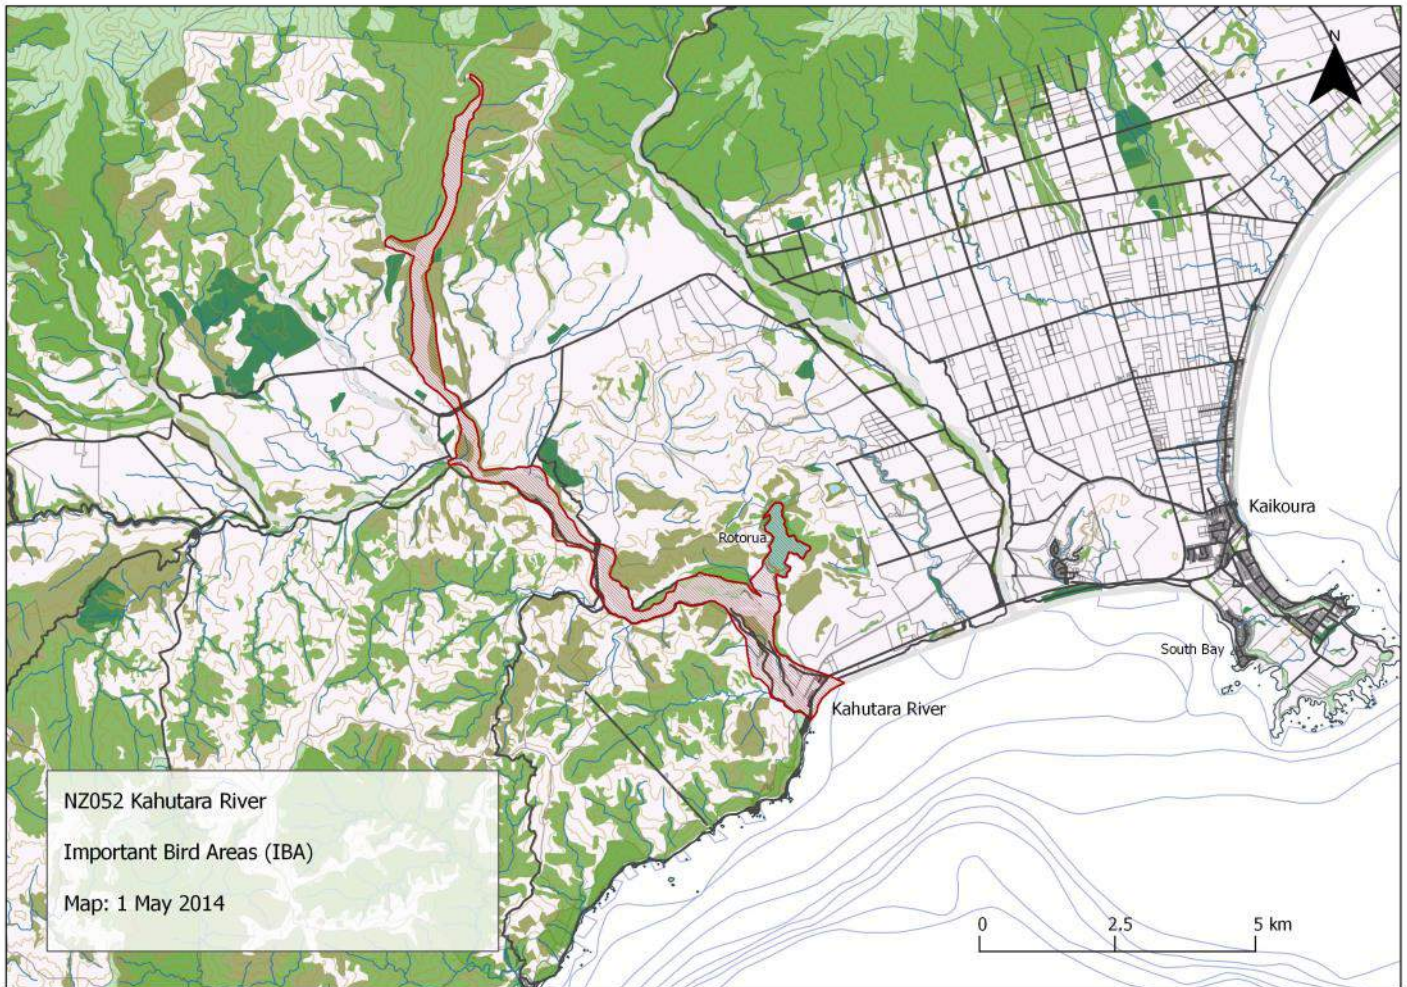 N
Rotorua
Kaikoura
South Bay
Kahutara River
NZ052 Kahutara River
Important Bird Areas (IBA)
Map: 1 May 2014
0 2.5 5 km